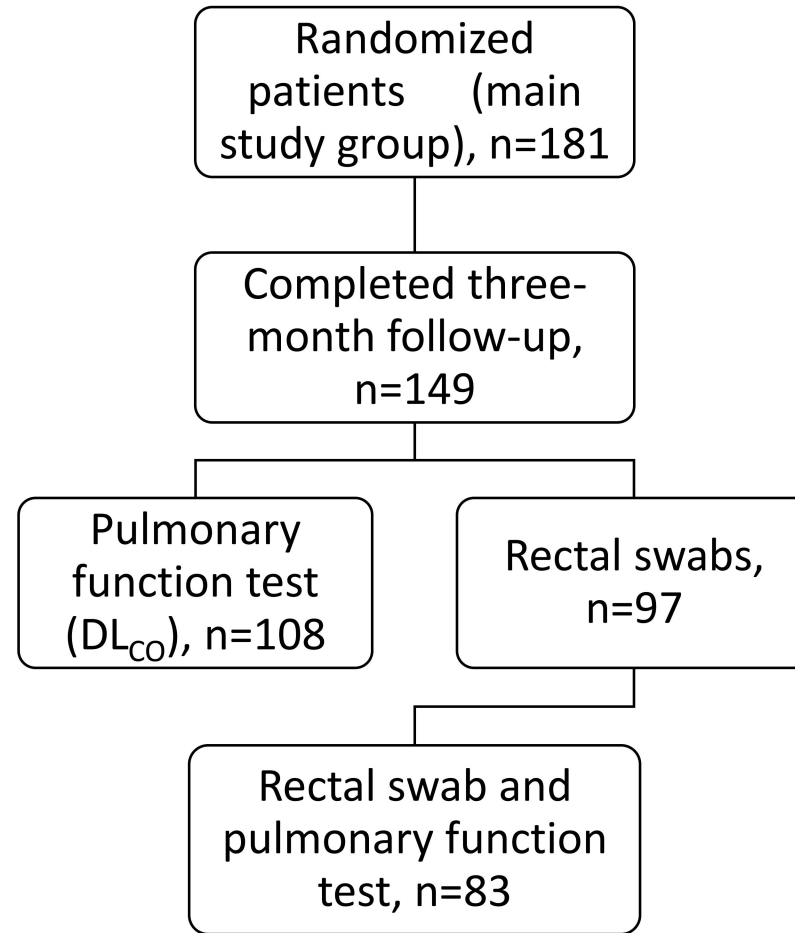 Randomized
patients (main
study group), n=181
Completed three-
month follow-up,
n=149
Pulmonary
function test
(DLCO), n=108
Rectal swabs,
n=97
Rectal swab and
pulmonary function
test, n=83